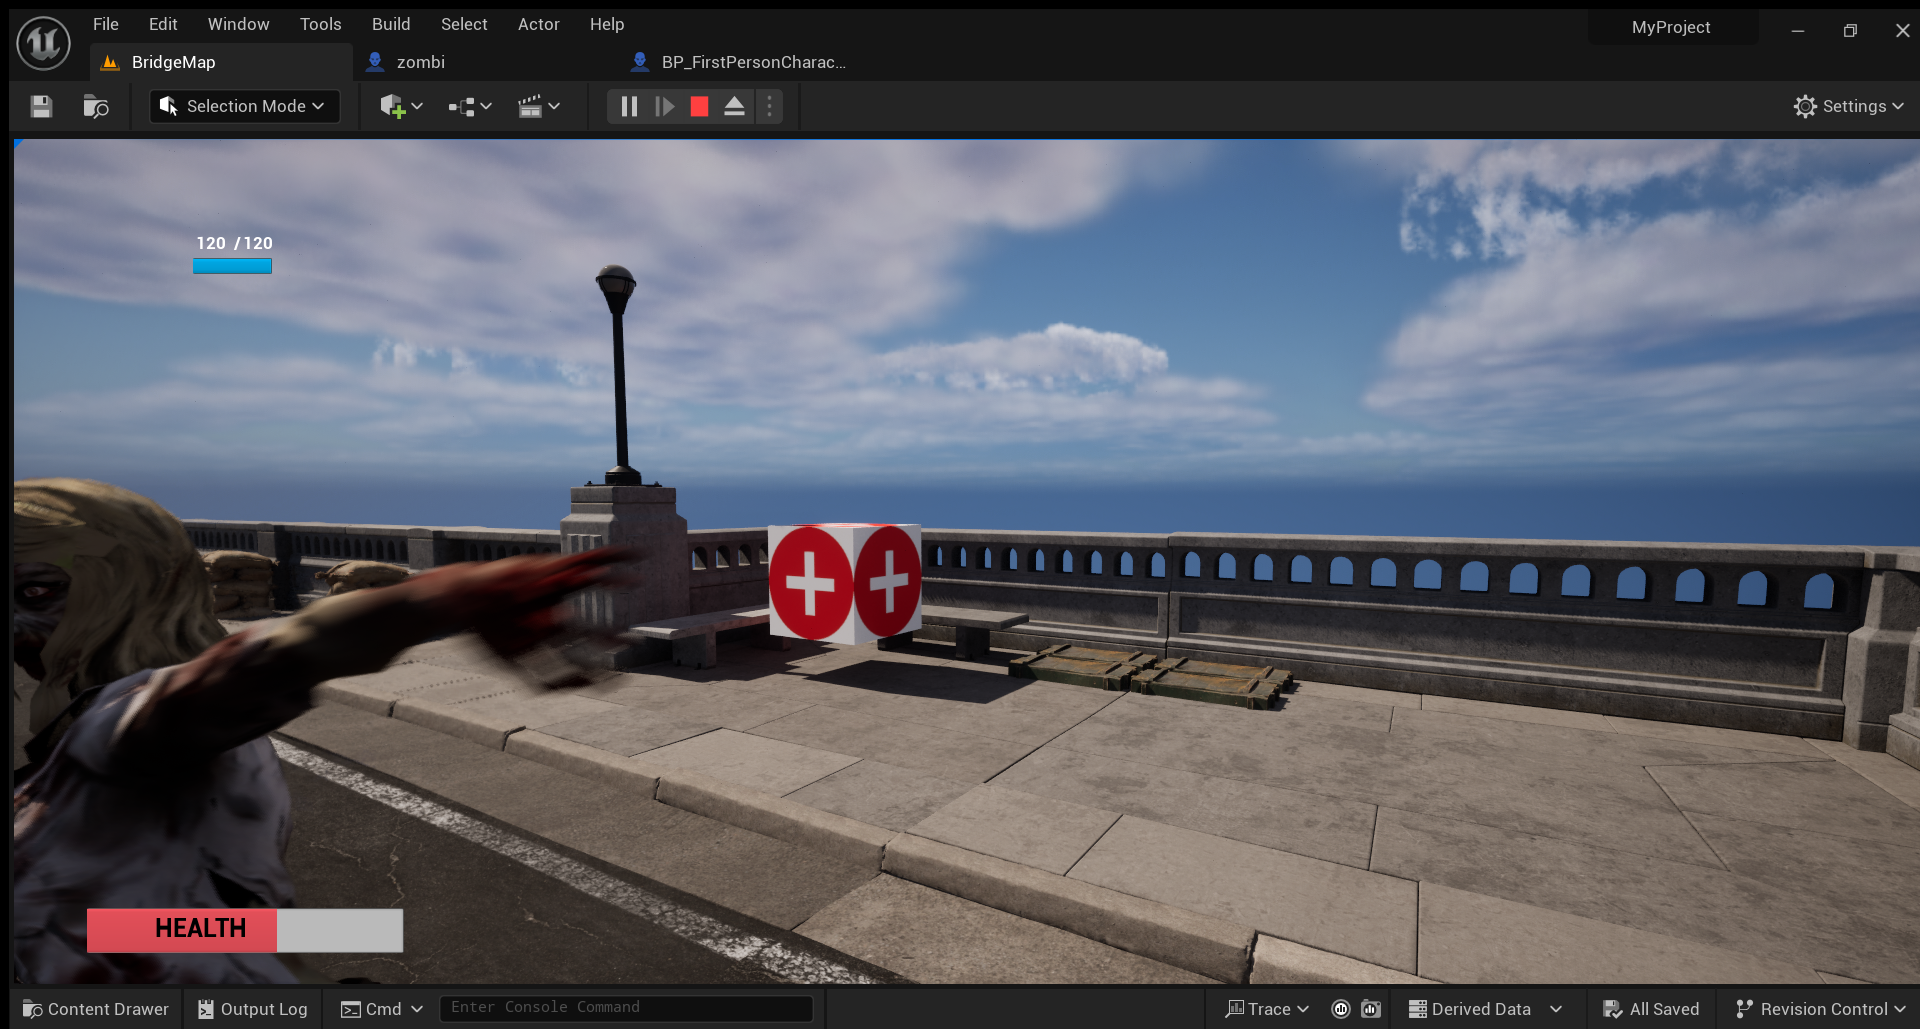 File Edit Window Tools Build Select Actor Help
MyProject
BridgeMap zombi BP_FirstPersonCharac...
Selection Mode
Settings
120 / 120
HEALTH
Content Drawer Output Log Cmd Enter Console Command Trace Derived Data All Saved Revision Control